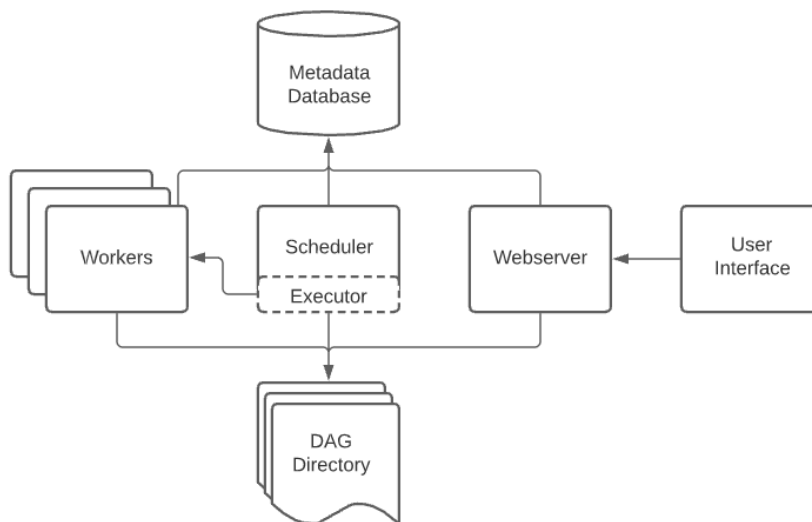 Metadata
Database
Workers
Scheduler
Executor
Webserver
User
Interface
DAG
Directory